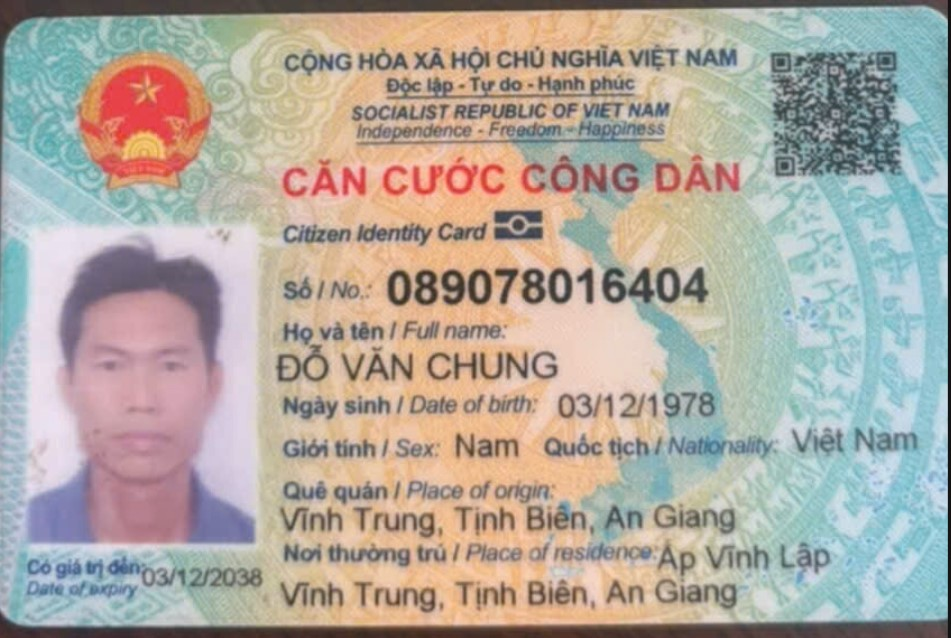 CỘNG HÒA XÃ HỘI CHỦ NGHĨA VIỆT NAM
Độc lập - Tự do - Hạnh phúc
SOCIALIST REPUBLIC OF VIET NAM
Independence - Freedom - Happiness
CĂN CƯỚC CÔNG DÂN
Citizen Identity Card
Số / No.: 089078016404
Họ và tên / Full name:
ĐỖ VĂN CHUNG
Ngày sinh / Date of birth: 03/12/1978
Giới tính / Sex: Nam Quốc tịch / Nationality: Việt Nam
Quê quán / Place of origin:
Vĩnh Trung, Tịnh Biên, An Giang
Nơi thường trú / Place of residence: Ấp Vĩnh Lập
Vĩnh Trung, Tịnh Biên, An Giang
Có giá trị đến: 03/12/2038
Date of expiry